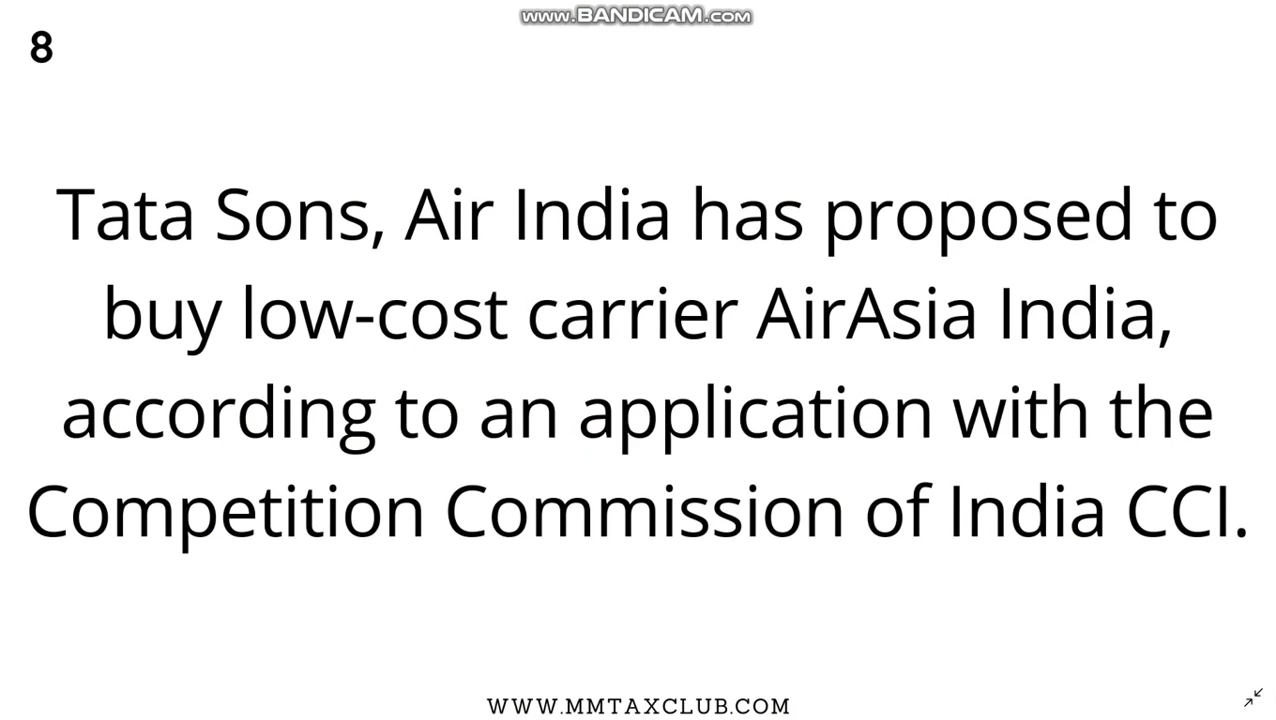 www.BANDICAM.com
8
Tata Sons, Air India has proposed to
buy low-cost carrier AirAsia India,
according to an application with the
Competition Commission of India CCI.
WWW.MMTAXCLUB.COM